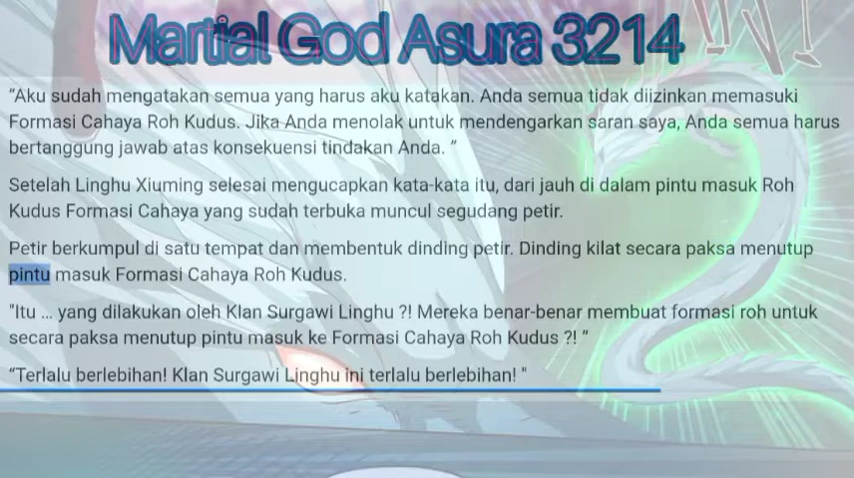 Martial God Asura 3214
“Aku sudah mengatakan semua yang harus aku katakan. Anda semua tidak diizinkan memasuki
Formasi Cahaya Roh Kudus. Jika Anda menolak untuk mendengarkan saran saya, Anda semua harus
bertanggung jawab atas konsekuensi tindakan Anda. ”
Setelah Linghu Xiuming selesai mengucapkan kata-kata itu, dari jauh di dalam pintu masuk Roh
Kudus Formasi Cahaya yang sudah terbuka muncul segudang petir.
Petir berkumpul di satu tempat dan membentuk dinding petir. Dinding kilat secara paksa menutup
pintu masuk Formasi Cahaya Roh Kudus.
"Itu ... yang dilakukan oleh Klan Surgawi Linghu ?! Mereka benar-benar membuat formasi roh untuk
secara paksa menutup pintu masuk ke Formasi Cahaya Roh Kudus ?! ”
“Terlalu berlebihan! Klan Surgawi Linghu ini terlalu berlebihan! "